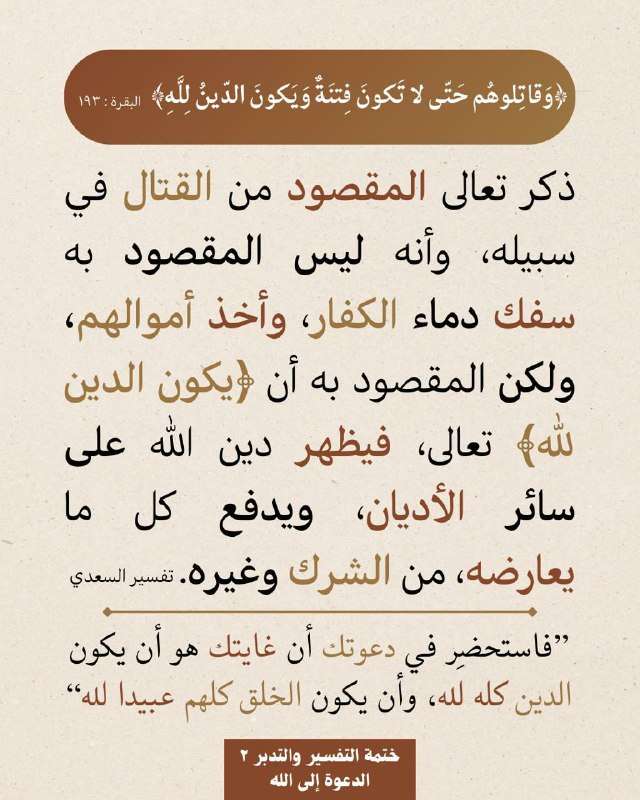 ﴿وَقاتِلوهُم حَتّى لا تَكونَ فِتنَةٌ وَيَكونَ الدّينُ لِلَّهِ﴾ البقرة : ١٩٣
ذكر تعالى المقصود من القتال في
سبيله، وأنه ليس المقصود به
سفك دماء الكفار، وأخذ أموالهم،
ولكن المقصود به أن ﴿يكون الدين
لله﴾ تعالى، فيظهر دين الله على
سائر الأديان، ويدفع كل ما
يعارضه، من الشرك وغيره. تفسير السعدي
”فاستحضِر في دعوتك أن غايتك هو أن يكون
الدين كله لله، وأن يكون الخلق كلهم عبيدا لله“
ختمة التفسير والتدبر ٢
الدعوة إلى الله